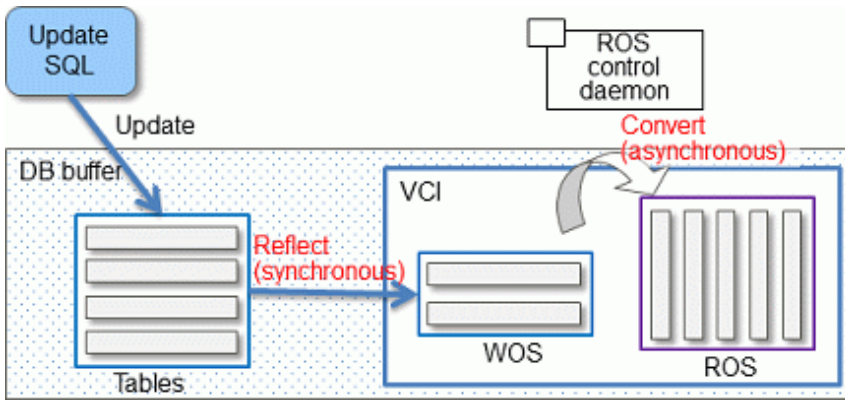 Update
SQL
ROS
control
daemon
Update
Convert
(asynchronous)
DB buffer
VCI
Reflect
(synchronous)
WOS
ROS
Tables